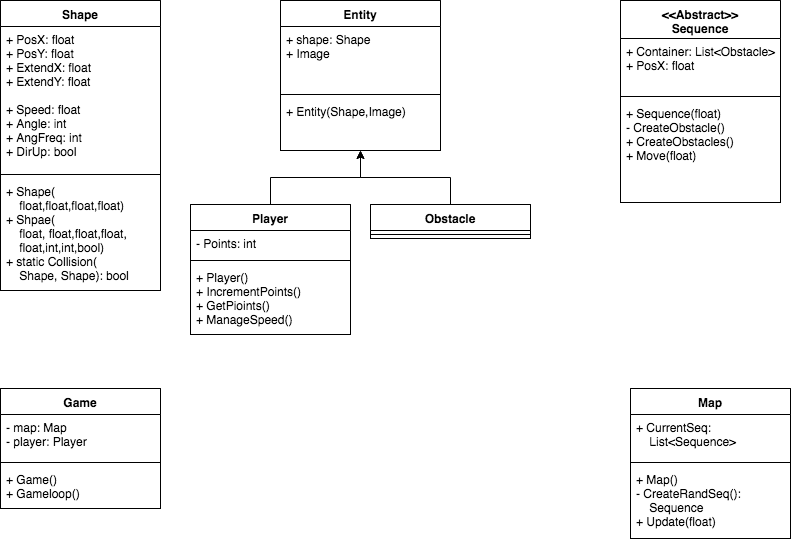 Shape
+ PosX: float
+ PosY: float
+ ExtendX: float
+ ExtendY: float
+ Speed: float
+ Angle: int
+ AngFreq: int
+ DirUp: bool
+ Shape(
float,float,float,float)
+ Shpae(
float, float,float,float,
float,int,int,bool)
+ static Collision(
Shape, Shape): bool
Entity
+ shape: Shape
+ Image
+ Entity(Shape,Image)
<<Abstract>>
Sequence
+ Container: List<Obstacle>
+ PosX: float
+ Sequence(float)
- CreateObstacle()
+ CreateObstacles()
+ Move(float)
Player
- Points: int
+ Player()
+ IncrementPoints()
+ GetPioints()
+ ManageSpeed()
Obstacle
Game
- map: Map
- player: Player
+ Game()
+ Gameloop()
Map
+ CurrentSeq:
List<Sequence>
+ Map()
- CreateRandSeq():
Sequence
+ Update(float)